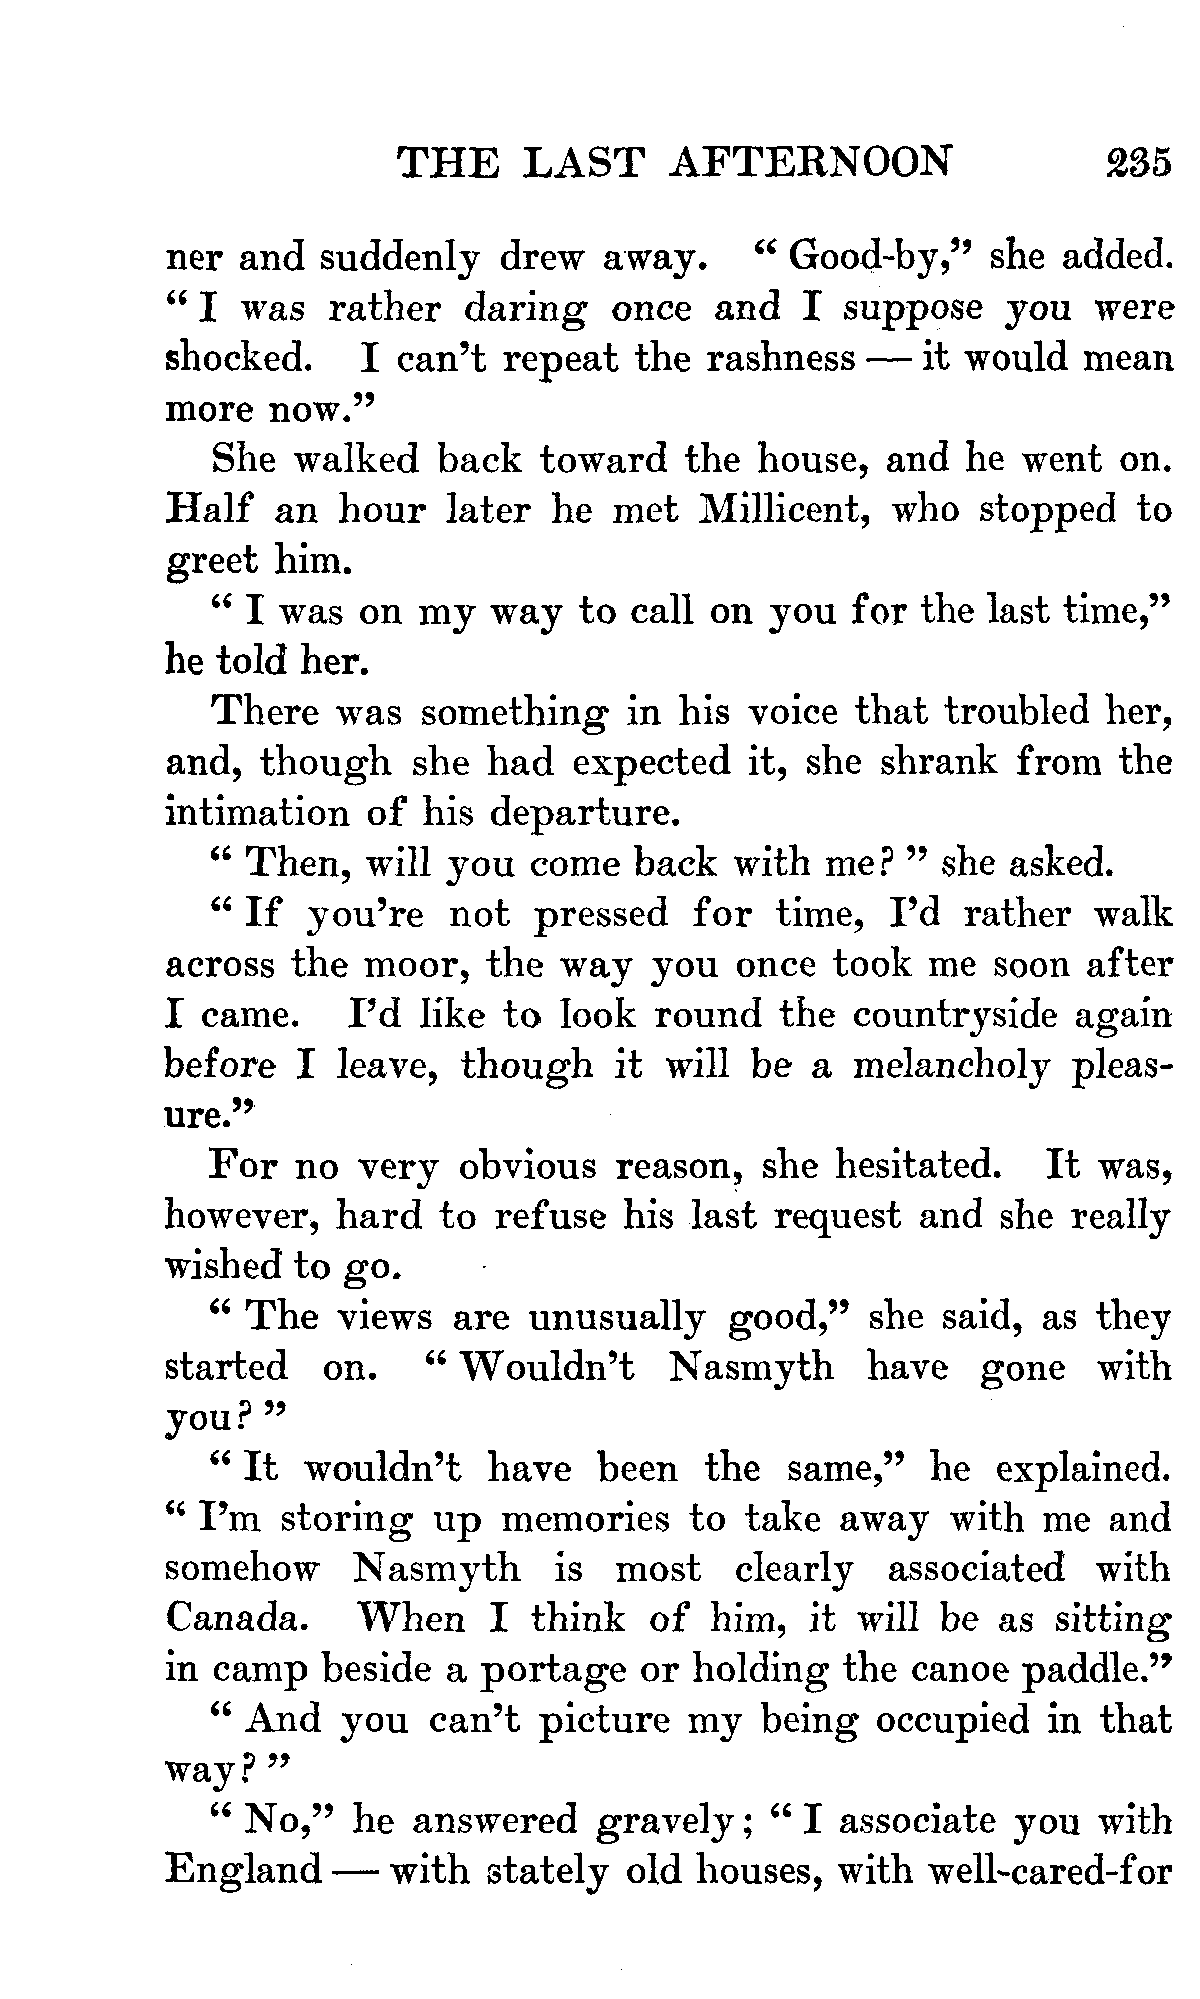 THE LAST AFTERNOON 235
ner and suddenly drew away. “ Good-by,” she added.
“ I was rather daring once and I suppose you were
shocked. I can’t repeat the rashness — it would mean
more now.”
She walked back toward the house, and he went on.
Half an hour later he met Millicent, who stopped to
greet him.
“ I was on my way to call on you for the last time,”
he told her.
There was something in his voice that troubled her,
and, though she had expected it, she shrank from the
intimation of his departure.
“ Then, will you come back with me? ” she asked.
“ If you’re not pressed for time, I’d rather walk
across the moor, the way you once took me soon after
I came. I’d like to look round the countryside again
before I leave, though it will be a melancholy pleas-
ure.”
For no very obvious reason, she hesitated. It was,
however, hard to refuse his last request and she really
wished to go.
“ The views are unusually good,” she said, as they
started on. “ Wouldn’t Nasmyth have gone with
you? ”
“ It wouldn’t have been the same,” he explained.
“ I’m storing up memories to take away with me and
somehow Nasmyth is most clearly associated with
Canada. When I think of him, it will be as sitting
in camp beside a portage or holding the canoe paddle.”
“ And you can’t picture my being occupied in that
way? ”
“ No,” he answered gravely; “ I associate you with
England — with stately old houses, with well-cared-for